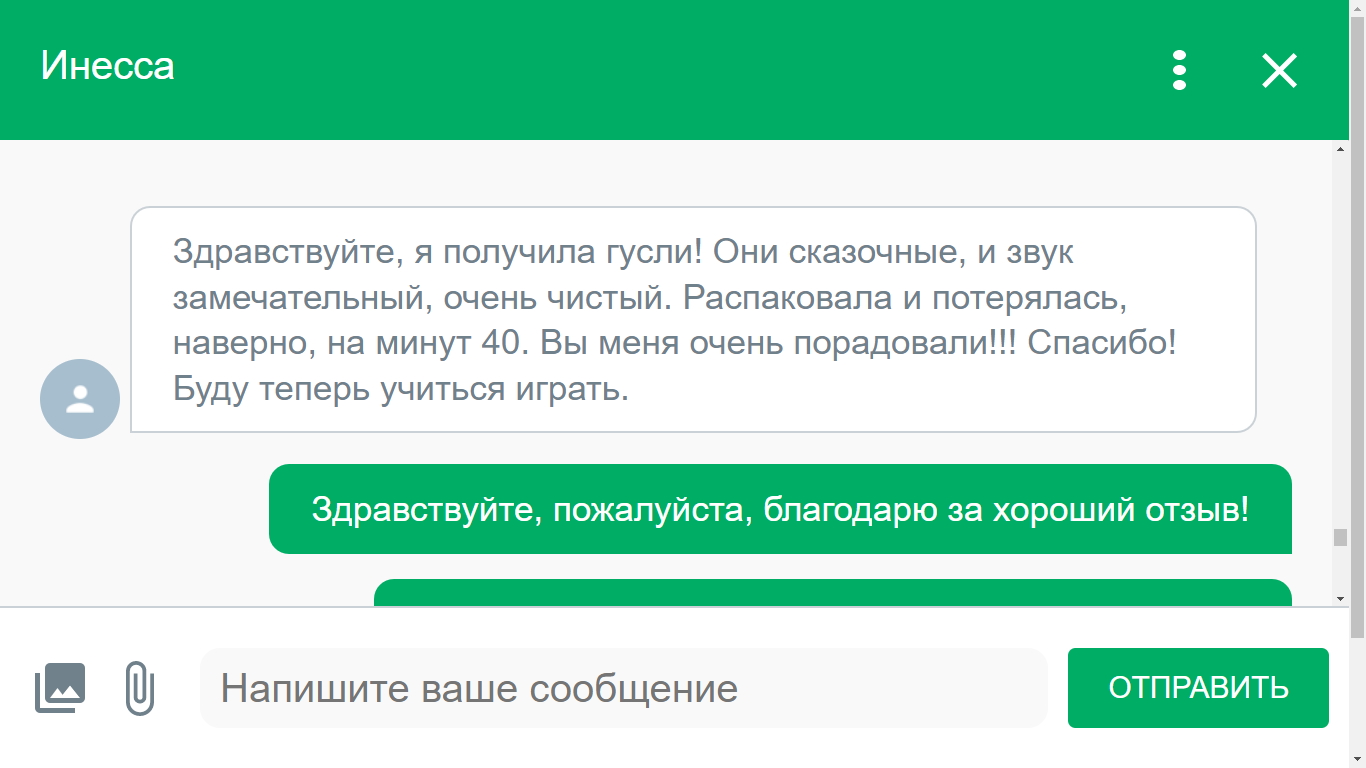 Инесса
Здравствуйте, я получила гусли! Они сказочные, и звук
замечательный, очень чистый. Распаковала и потерялась,
наверно, на минут 40. Вы меня очень порадовали!!! Спасибо!
Буду теперь учиться играть.
Здравствуйте, пожалуйста, благодарю за хороший отзыв!
Напишите ваше сообщение
ОТПРАВИТЬ